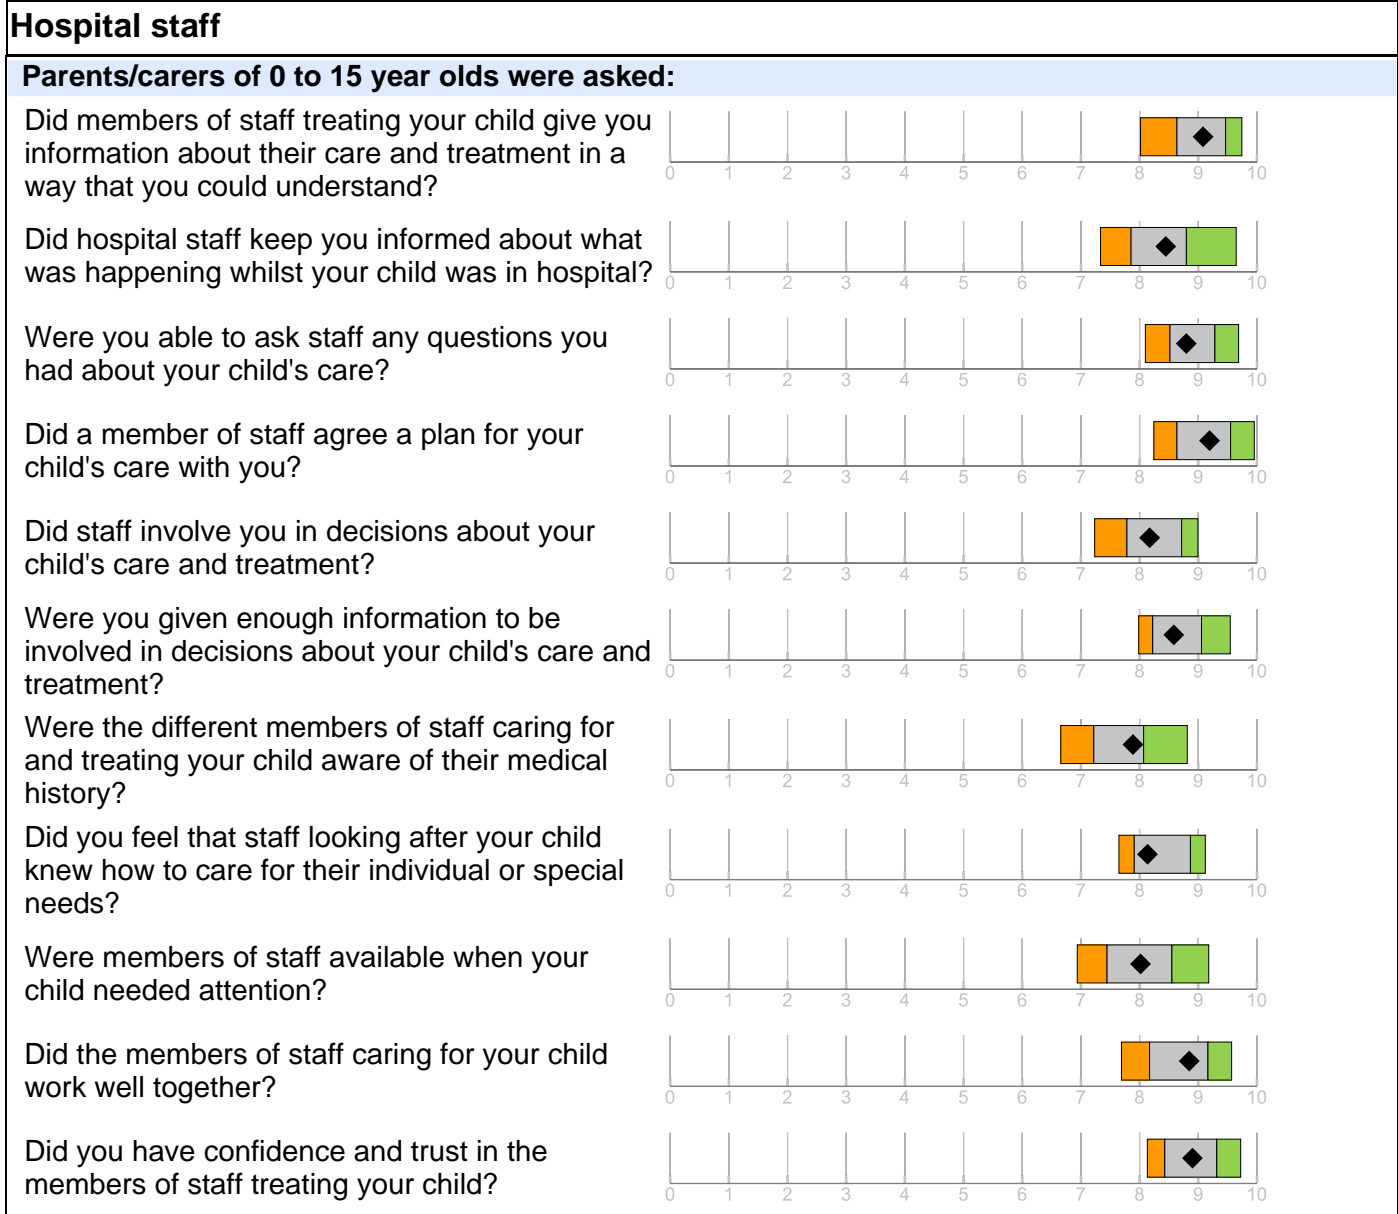 Hospital staff
Parents/carers of 0 to 15 year olds were asked:
Did members of staff treating your child give you
information about their care and treatment in a
way that you could understand?
0 1 2 3 4 5 6 7 8 9 10
Did hospital staff keep you informed about what
was happening whilst your child was in hospital?
0 1 2 3 4 5 6 7 8 9 10
Were you able to ask staff any questions you
had about your child's care?
0 1 2 3 4 5 6 7 8 9 10
Did a member of staff agree a plan for your
child's care with you?
0 1 2 3 4 5 6 7 8 9 10
Did staff involve you in decisions about your
child's care and treatment?
0 1 2 3 4 5 6 7 8 9 10
Were you given enough information to be
involved in decisions about your child's care and
treatment?
0 1 2 3 4 5 6 7 8 9 10
Were the different members of staff caring for
and treating your child aware of their medical
history?
0 1 2 3 4 5 6 7 8 9 10
Did you feel that staff looking after your child
knew how to care for their individual or special
needs?
0 1 2 3 4 5 6 7 8 9 10
Were members of staff available when your
child needed attention?
0 1 2 3 4 5 6 7 8 9 10
Did the members of staff caring for your child
work well together?
0 1 2 3 4 5 6 7 8 9 10
Did you have confidence and trust in the
members of staff treating your child?
0 1 2 3 4 5 6 7 8 9 10